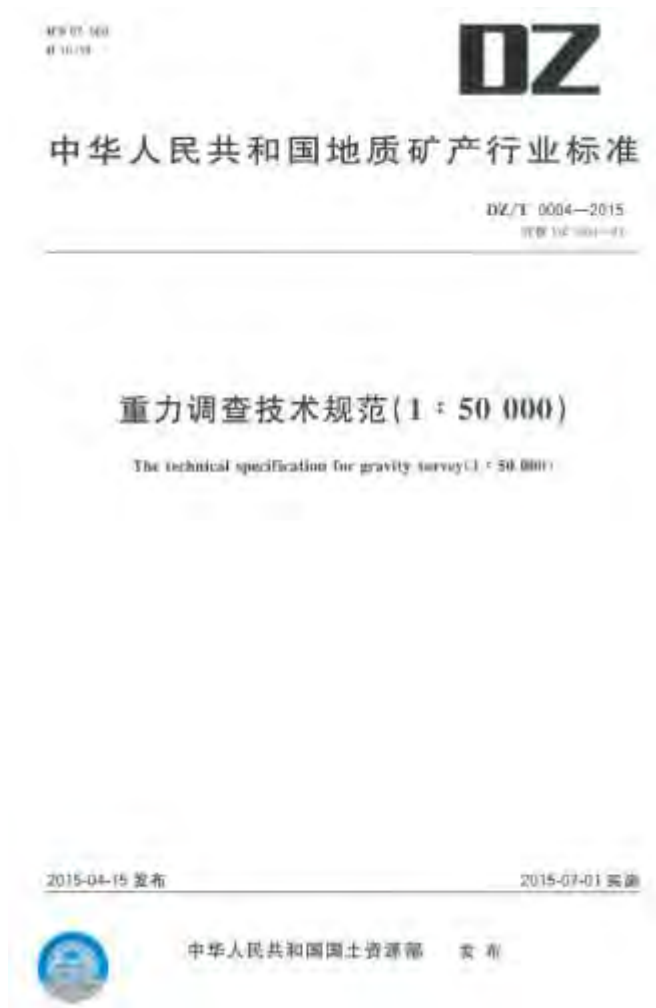 DZ
中华人民共和国地质矿产行业标准
DZ/T 0004—2015
重力调查技术规范(1:50 000)
The technical specification for gravity survey(1:50 000)
2015-04-15 发布
2015-07-01 实施
中华人民共和国国土资源部 发布